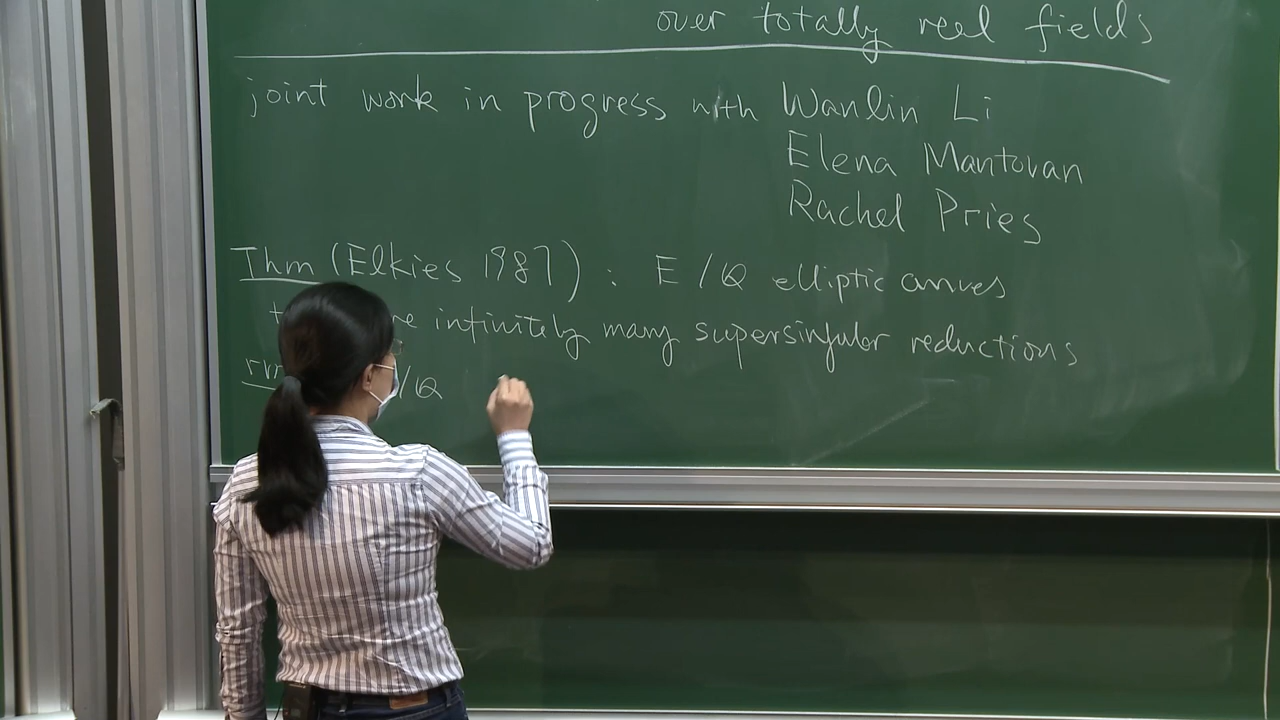 over totally real fields
joint work in progress with Wanlin Li
Elena Mantovan
Rachel Pries
Thm (Elkies 1987) : E/Q elliptic curves
infinitely many supersingular reductions
/Q